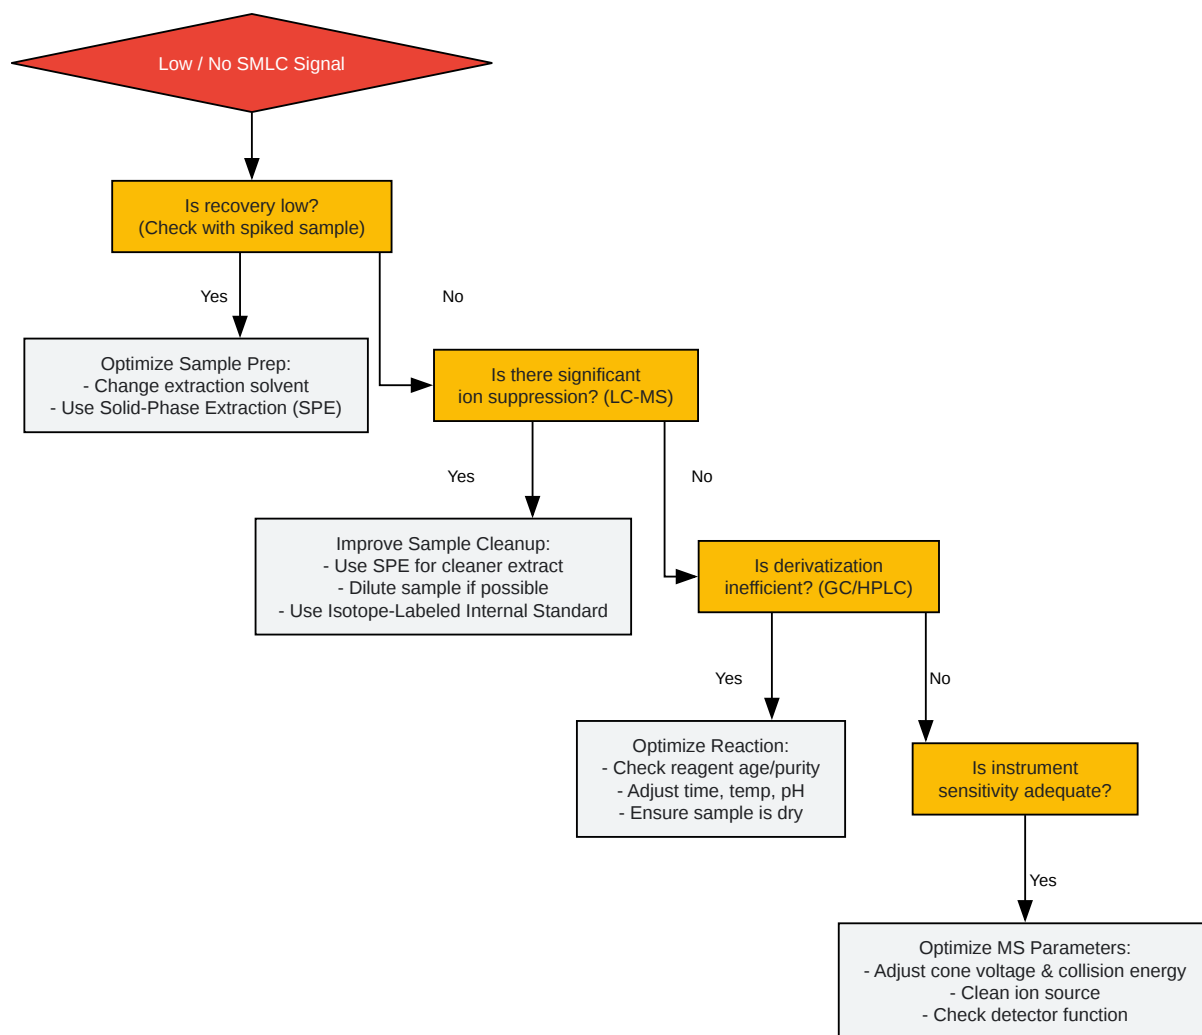 Low / No SMLC Signal
Is recovery low?
(Check with spiked sample)
Yes
No
Optimize Sample Prep:
- Change extraction solvent
- Use Solid-Phase Extraction (SPE)
Is there significant
ion suppression? (LC-MS)
Yes
No
Improve Sample Cleanup:
- Use SPE for cleaner extract
- Dilute sample if possible
- Use Isotope-Labeled Internal Standard
Is derivatization
inefficient? (GC/HPLC)
Yes
No
Optimize Reaction:
- Check reagent age/purity
- Adjust time, temp, pH
- Ensure sample is dry
Is instrument
sensitivity adequate?
Yes
Optimize MS Parameters:
- Adjust cone voltage & collision energy
- Clean ion source
- Check detector function